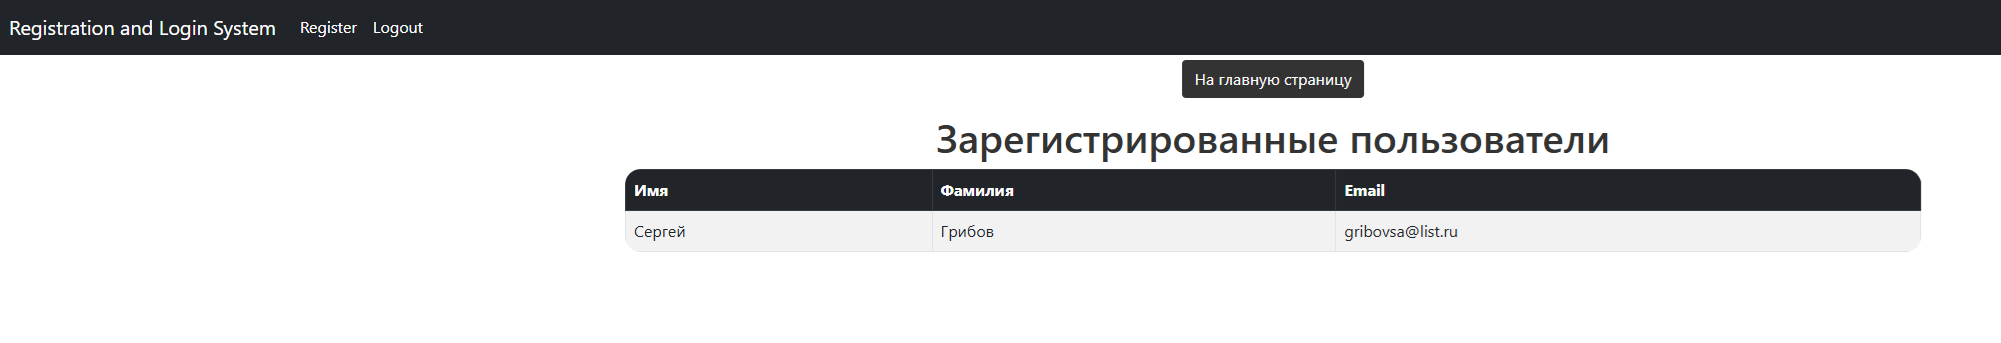 Registration and Login System Register Logout
На главную страницу
Зарегистрированные пользователи
Имя Фамилия Email
Сергей Грибов gribovsa@list.ru